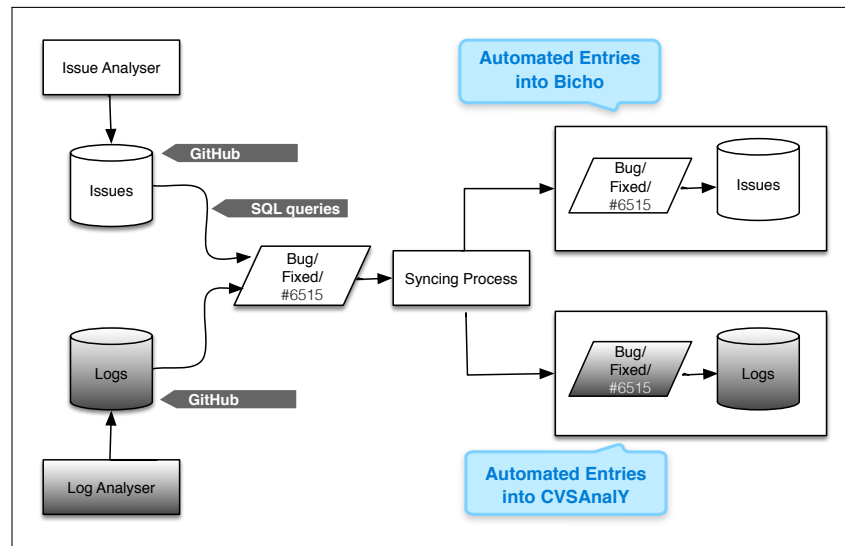 Issue Analyser
GitHub
Issues
SQL queries
Bug/
Fixed/
#6515
Syncing Process
Logs
GitHub
Log Analyser
Automated Entries
into Bicho
Bug/
Fixed/
#6515
Issues
Bug/
Fixed/
#6515
Logs
Automated Entries
into CVSAnalY